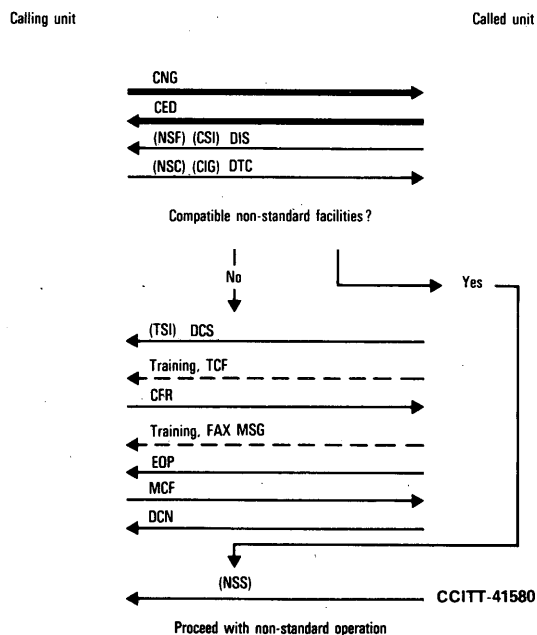 Calling unit
Called unit
CNG
CED
(NSF) (CSI) DIS
(NSC) (CIG) DTC
Compatible non-standard facilities?
No
Yes
(TSI) DCS
Training, TCF
CFR
Training, FAX MSG
EOP
MCF
DCN
(NSS)
CCITT-41580
Proceed with non-standard operation